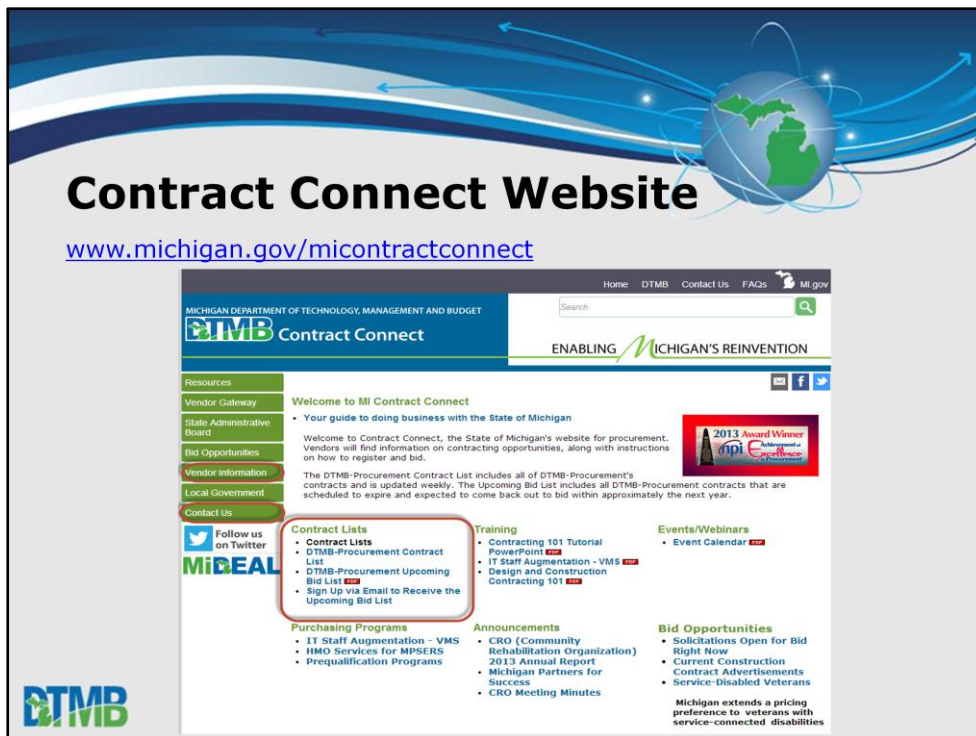 Contract Connect Website
www.michigan.gov/micontractconnect
Home DTMB Contact Us FAQs MI.gov
MICHIGAN DEPARTMENT OF TECHNOLOGY, MANAGEMENT AND BUDGET
DTMB Contract Connect
Search
ENABLING MICHIGAN'S REINVENTION
Resources
Vendor Gateway
State Administrative
Board
Bid Opportunities
Vendor Information
Local Government
Contact Us
Follow us
on Twitter
MiDEAL
Welcome to MI Contract Connect
• Your guide to doing business with the State of Michigan
Welcome to Contract Connect, the State of Michigan's website for procurement.
Vendors will find information on contracting opportunities, along with instructions
on how to register and bid.
The DTMB-Procurement Contract List includes all of DTMB-Procurement's
contracts and is updated weekly. The Upcoming Bid List includes all DTMB-Procurement contracts that are
scheduled to expire and expected to come back out to bid within approximately the next year.
2013 Award Winner
npi Achievement of
Excellence
in Procurement
Contract Lists
• Contract Lists
• DTMB-Procurement Contract
List
• DTMB-Procurement Upcoming
Bid List PDF
• Sign Up via Email to Receive the
Upcoming Bid List
Training
• Contracting 101 Tutorial
PowerPoint PDF
• IT Staff Augmentation - VMS PDF
• Design and Construction
Contracting 101 PDF
Events/Webinars
• Event Calendar PDF
Purchasing Programs
• IT Staff Augmentation - VMS
• HMO Services for MPSERS
• Prequalification Programs
Announcements
• CRO (Community
Rehabilitation Organization)
2013 Annual Report
• Michigan Partners for
Success
• CRO Meeting Minutes
Bid Opportunities
• Solicitations Open for Bid
Right Now
• Current Construction
Contract Advertisements
• Service-Disabled Veterans
Michigan extends a pricing
preference to veterans with
service-connected disabilities
DTMB